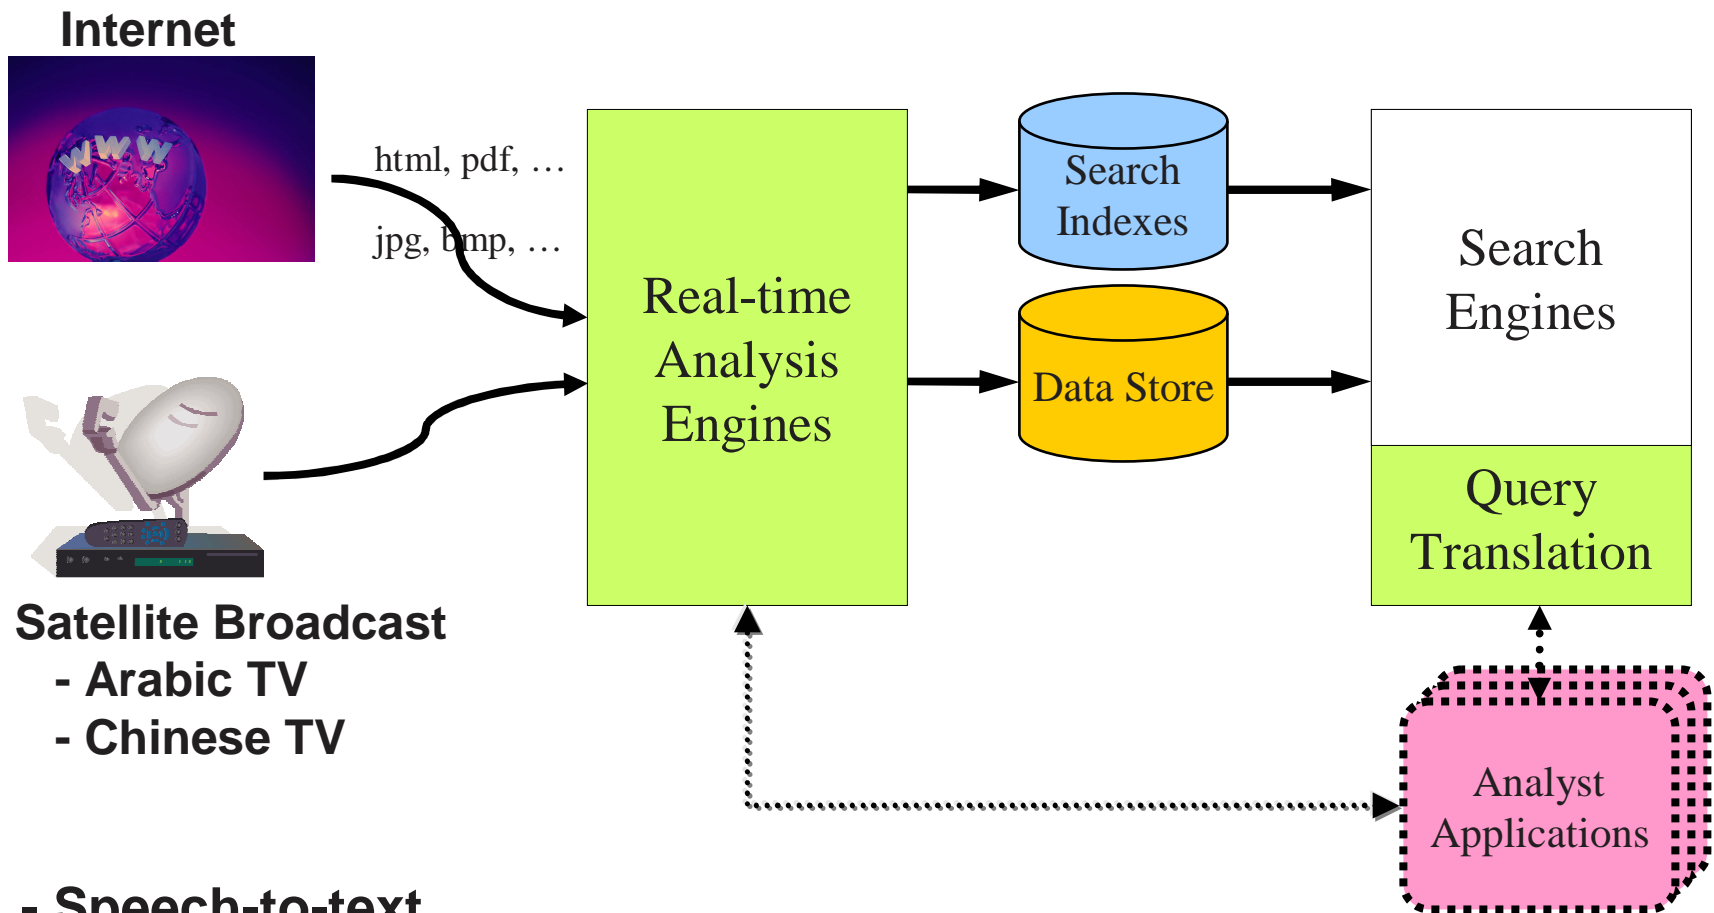 Internet
WWW
html, pdf, …
jpg, bmp, …
Real-time
Analysis
Engines
Search
Indexes
Data Store
Search
Engines
Query
Translation
Satellite Broadcast
- Arabic TV
- Chinese TV
Analyst
Applications
- Speech-to-text